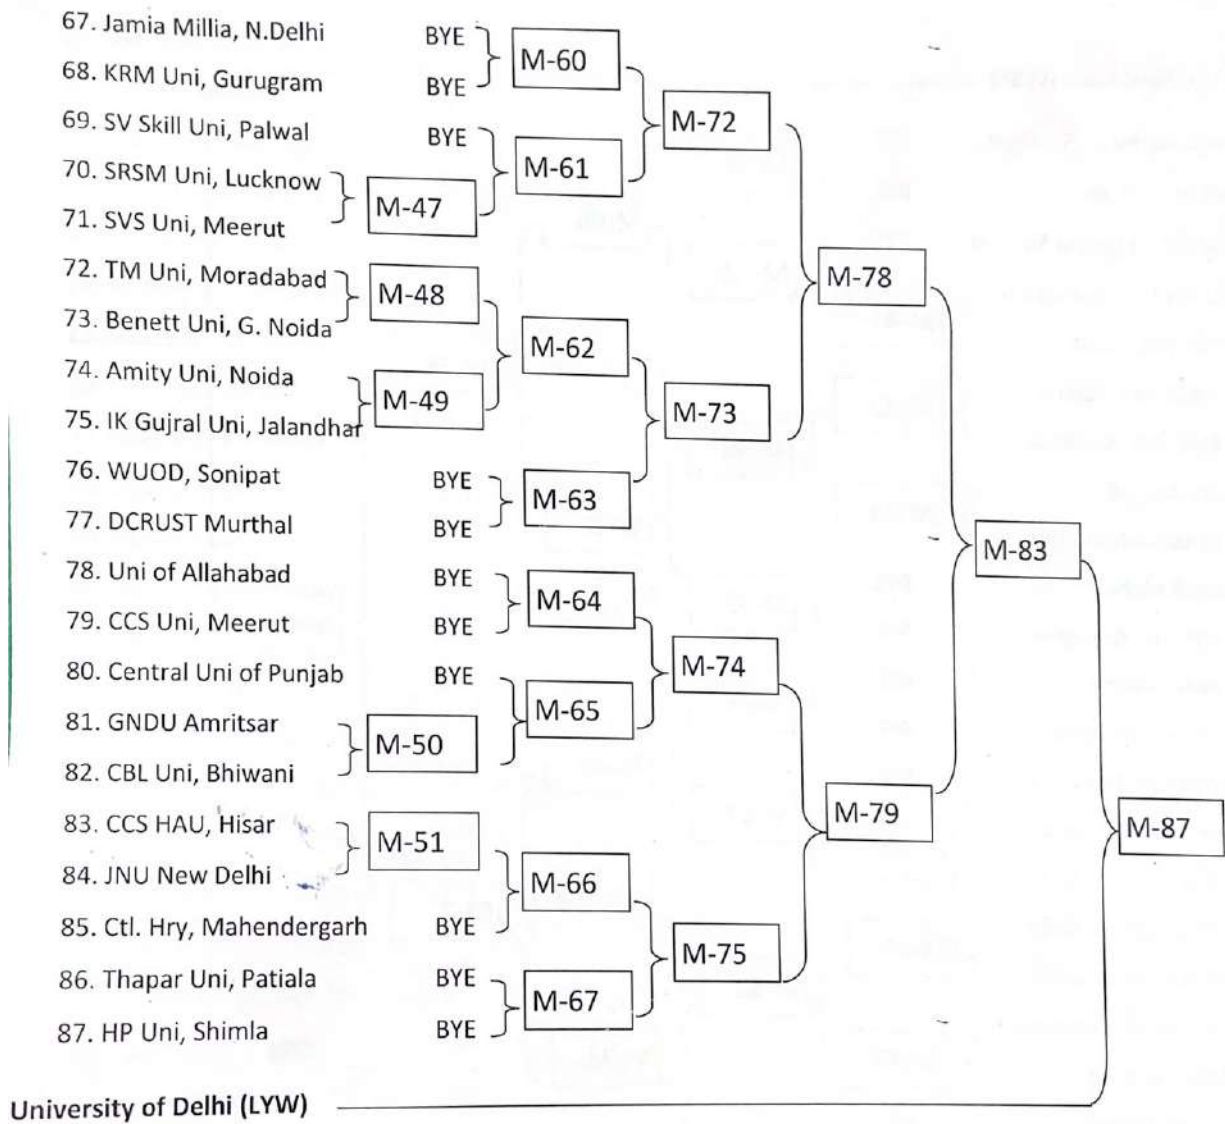 67. Jamia Millia, N.Delhi BYE
M-60
68. KRM Uni, Gurugram BYE
M-72
69. SV Skill Uni, Palwal BYE
M-61
70. SRSM Uni, Lucknow
M-47
71. SVS Uni, Meerut
M-78
72. TM Uni, Moradabad
M-48
73. Benett Uni, G. Noida
M-62
74. Amity Uni, Noida
M-49
M-73
75. IK Gujral Uni, Jalandhar
76. WUOD, Sonipat BYE
M-63
77. DCRUST Murthal BYE
M-83
78. Uni of Allahabad BYE
M-64
79. CCS Uni, Meerut BYE
M-74
80. Central Uni of Punjab BYE
M-65
81. GNDU Amritsar
M-50
82. CBL Uni, Bhiwani
M-79
83. CCS HAU, Hisar
M-87
M-51
84. JNU New Delhi
M-66
85. Ctl. Hry, Mahendergarh BYE
M-75
86. Thapar Uni, Patiala BYE
M-67
87. HP Uni, Shimla BYE
University of Delhi (LYW)